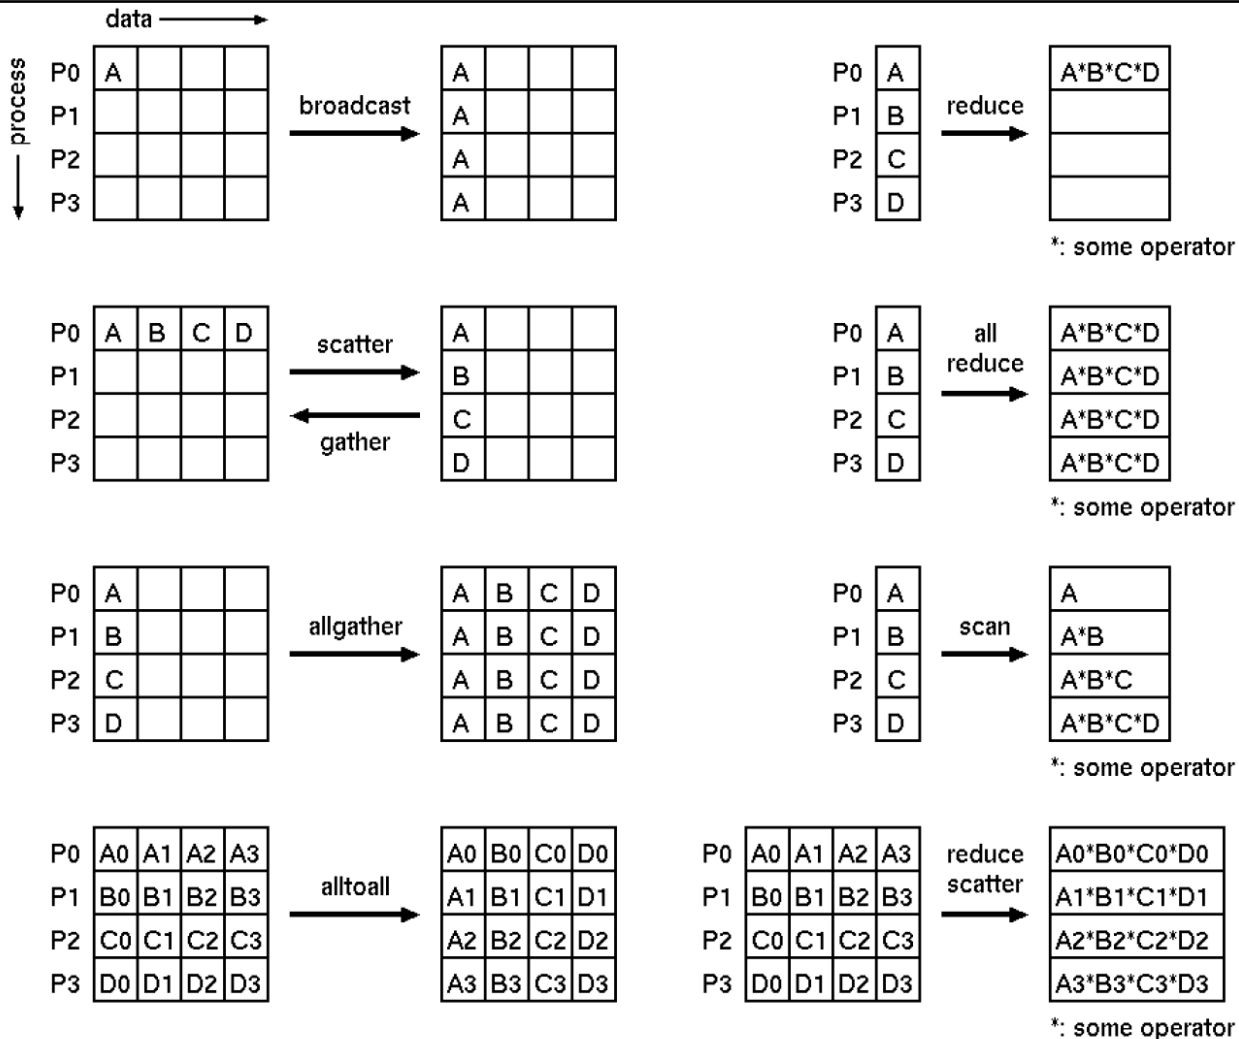 data
process
P0 A
P1
P2
P3
broadcast
A
A
A
A
P0 A
P1 B
P2 C
P3 D
reduce
A*B*C*D
*: some operator
P0 A B C D
P1
P2
P3
scatter
gather
A
B
C
D
P0 A
P1 B
P2 C
P3 D
all
reduce
A*B*C*D
A*B*C*D
A*B*C*D
A*B*C*D
*: some operator
P0 A
P1 B
P2 C
P3 D
allgather
A B C D
A B C D
A B C D
A B C D
P0 A
P1 B
P2 C
P3 D
scan
A
A*B
A*B*C
A*B*C*D
*: some operator
P0 A0 A1 A2 A3
P1 B0 B1 B2 B3
P2 C0 C1 C2 C3
P3 D0 D1 D2 D3
alltoall
A0 B0 C0 D0
A1 B1 C1 D1
A2 B2 C2 D2
A3 B3 C3 D3
P0 A0 A1 A2 A3
P1 B0 B1 B2 B3
P2 C0 C1 C2 C3
P3 D0 D1 D2 D3
reduce
scatter
A0*B0*C0*D0
A1*B1*C1*D1
A2*B2*C2*D2
A3*B3*C3*D3
*: some operator